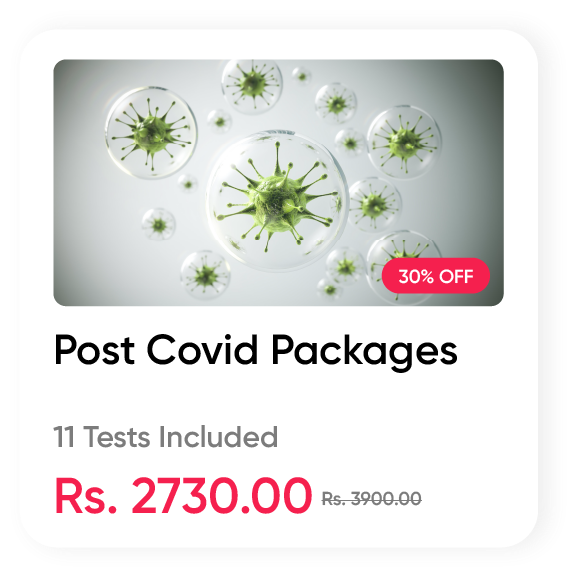 30% OFF
Post Covid Packages
11 Tests Included
Rs. 2730.00 Rs. 3900.00